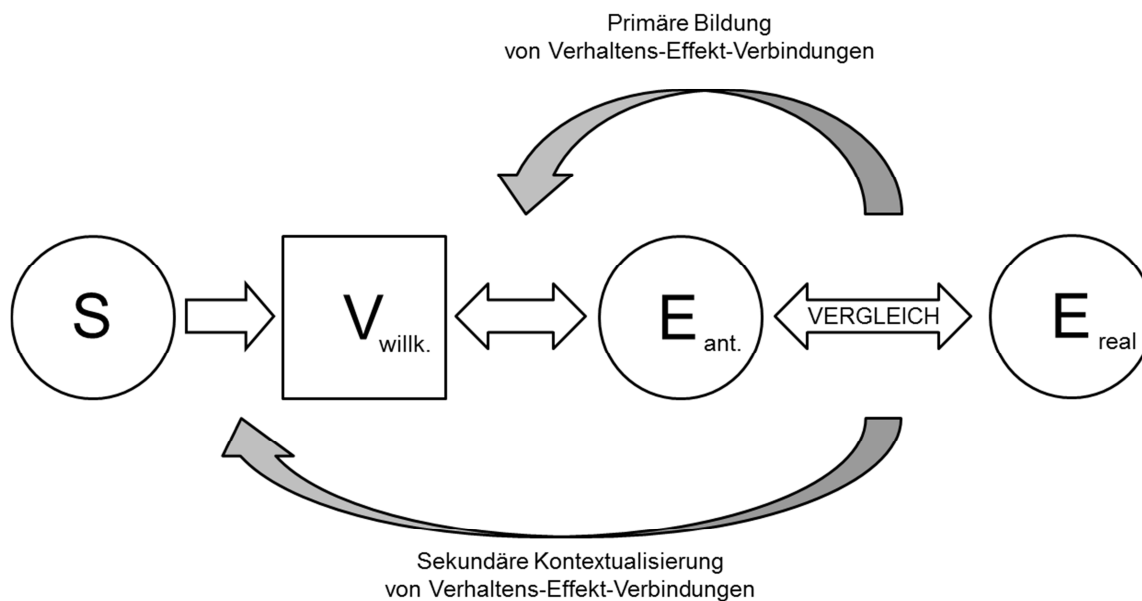 Primäre Bildung
von Verhaltens-Effekt-Verbindungen
S
V willk.
E ant.
VERGLEICH
E real
Sekundäre Kontextualisierung
von Verhaltens-Effekt-Verbindungen